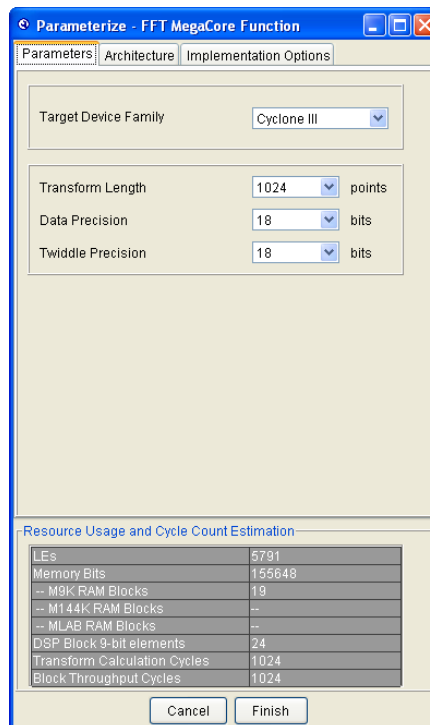 Parameterize - FFT MegaCore Function
Parameters Architecture Implementation Options
Target Device Family Cyclone III
Transform Length 1024 points
Data Precision 18 bits
Twiddle Precision 18 bits
Resource Usage and Cycle Count Estimation
LEs 5791
Memory Bits 155648
-- M9K RAM Blocks 19
-- M144K RAM Blocks --
-- MLAB RAM Blocks --
DSP Block 9-bit elements 24
Transform Calculation Cycles 1024
Block Throughput Cycles 1024
Cancel Finish